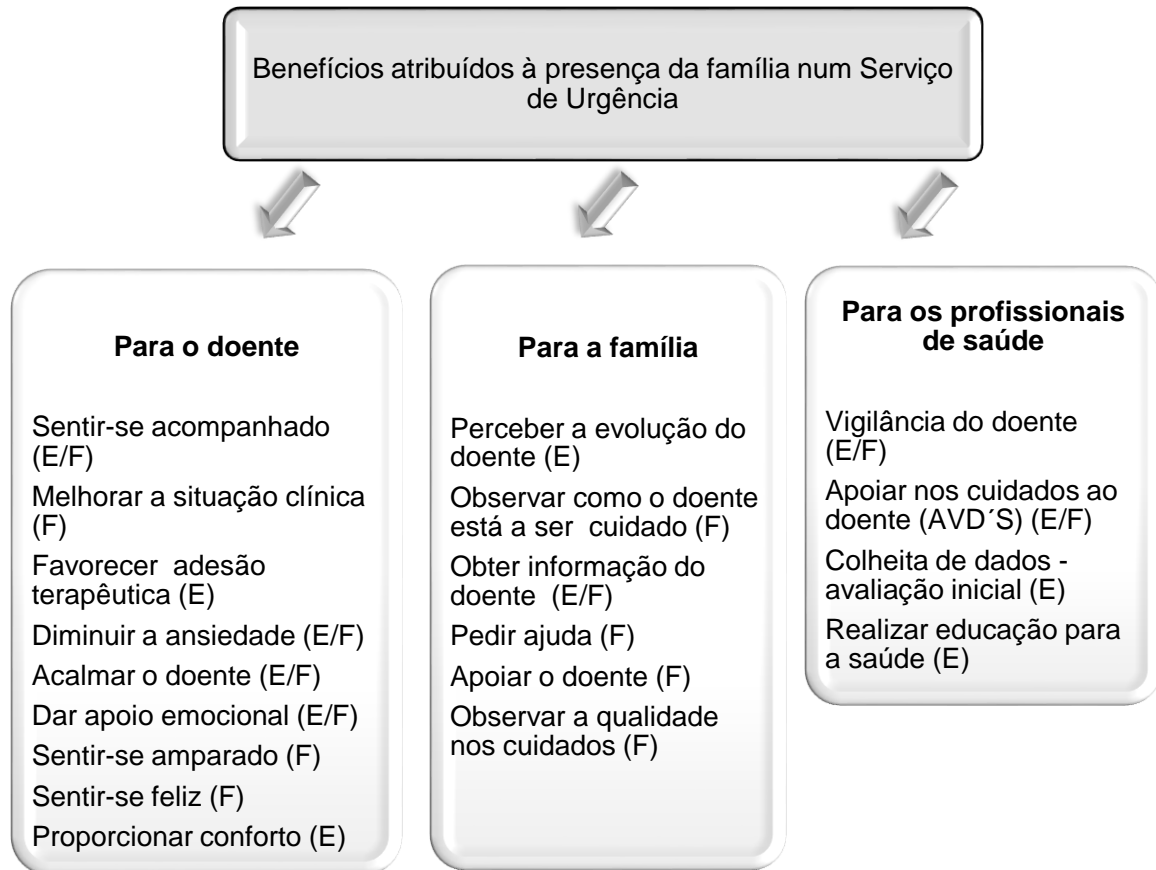 Benefícios atribuídos à presença da família num Serviço
de Urgência
Para o doente
Sentir-se acompanhado
(E/F)
Melhorar a situação clínica
(F)
Favorecer adesão
terapêutica (E)
Diminuir a ansiedade (E/F)
Acalmar o doente (E/F)
Dar apoio emocional (E/F)
Sentir-se amparado (F)
Sentir-se feliz (F)
Proporcionar conforto (E)
Para a família
Perceber a evolução do
doente (E)
Observar como o doente
está a ser cuidado (F)
Obter informação do
doente (E/F)
Pedir ajuda (F)
Apoiar o doente (F)
Observar a qualidade
nos cuidados (F)
Para os profissionais
de saúde
Vigilância do doente
(E/F)
Apoiar nos cuidados ao
doente (AVD´S) (E/F)
Colheita de dados -
avaliação inicial (E)
Realizar educação para
a saúde (E)